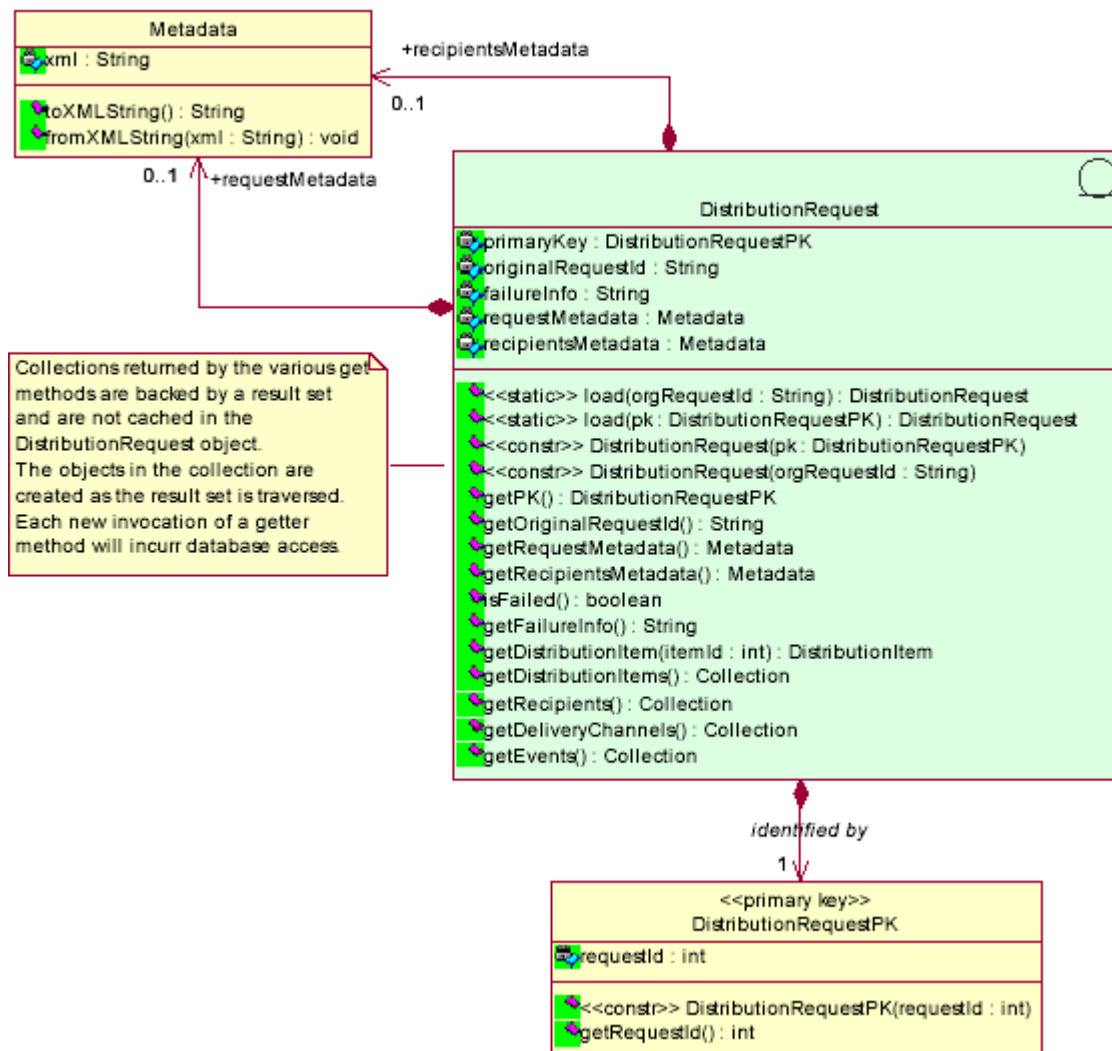 Metadata
xml : String
toXMLString() : String
fromXMLString(xml : String) : void
+recipientsMetadata
0..1
0..1
+requestMetadata
DistributionRequest
primaryKey : DistributionRequestPK
originalRequestId : String
failureInfo : String
requestMetadata : Metadata
recipientsMetadata : Metadata
<<static>> load(orgRequestId : String) : DistributionRequest
<<static>> load(pk : DistributionRequestPK) : DistributionRequest
<<constr>> DistributionRequest(pk : DistributionRequestPK)
<<constr>> DistributionRequest(orgRequestId : String)
getPK() : DistributionRequestPK
getOriginalRequestId() : String
getRequestMetadata() : Metadata
getRecipientsMetadata() : Metadata
isFailed() : boolean
getFailureInfo() : String
getDistributionItem(itemId : int) : DistributionItem
getDistributionItems() : Collection
getRecipients() : Collection
getDeliveryChannels() : Collection
getEvents() : Collection
Collections returned by the various get
methods are backed by a result set
and are not cached in the
DistributionRequest object.
The objects in the collection are
created as the result set is traversed.
Each new invocation of a getter
method will incurr database access.
identified by
1
<<primary key>>
DistributionRequestPK
requestId : int
<<constr>> DistributionRequestPK(requestId : int)
getRequestId() : int